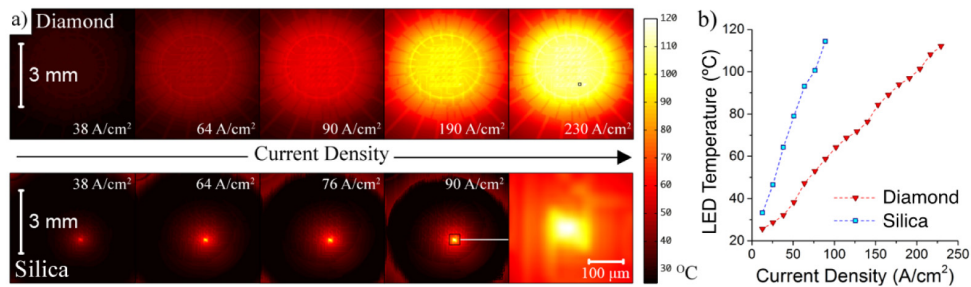 a) Diamond
3 mm
38 A/cm²
64 A/cm²
90 A/cm²
190 A/cm²
230 A/cm²
Current Density
38 A/cm²
64 A/cm²
76 A/cm²
90 A/cm²
3 mm
Silica
100 µm
120
110
100
90
80
70
60
50
40
30
ºC
b)
LED Temperature (ºC)
120
100
80
60
40
20
Diamond
Silica
0 50 100 150 200 250
Current Density (A/cm²)